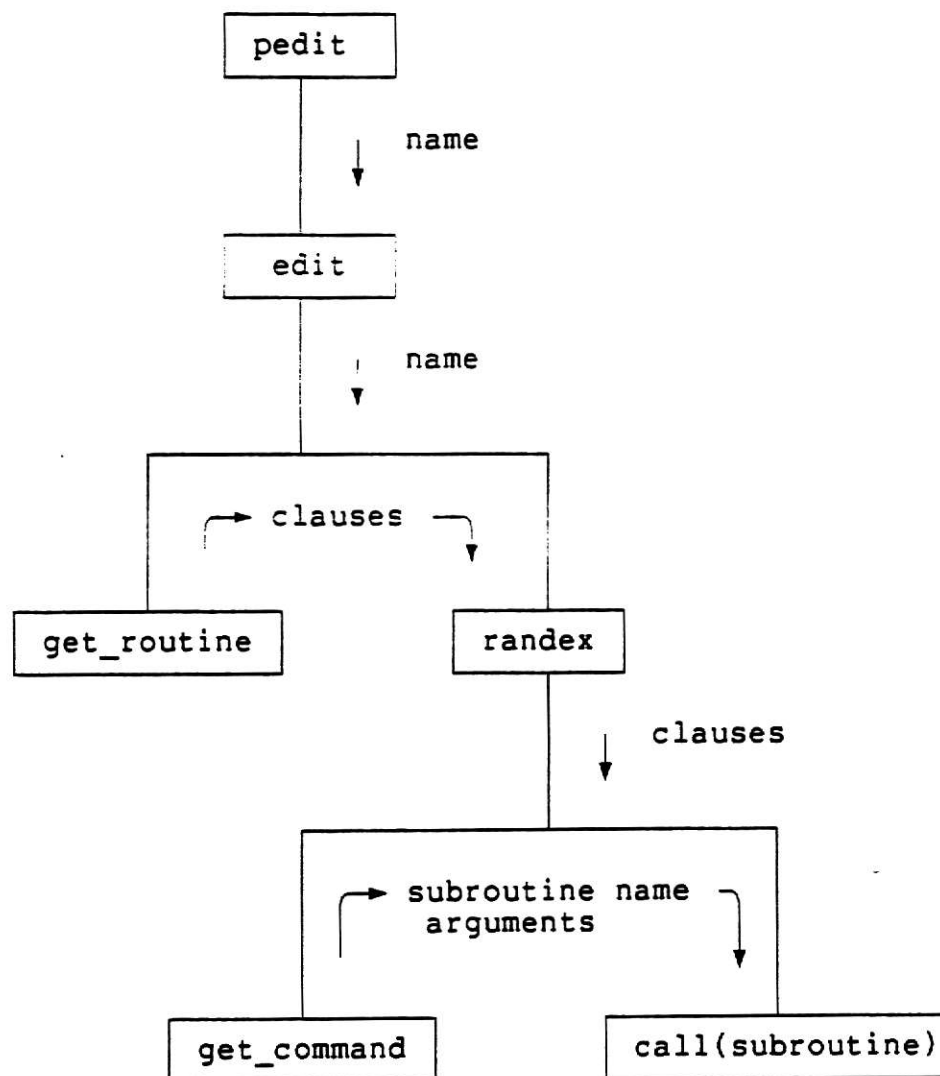 pedit
name
edit
name
clauses
get_routine
randex
clauses
subroutine name
arguments
get_command
call(subroutine)